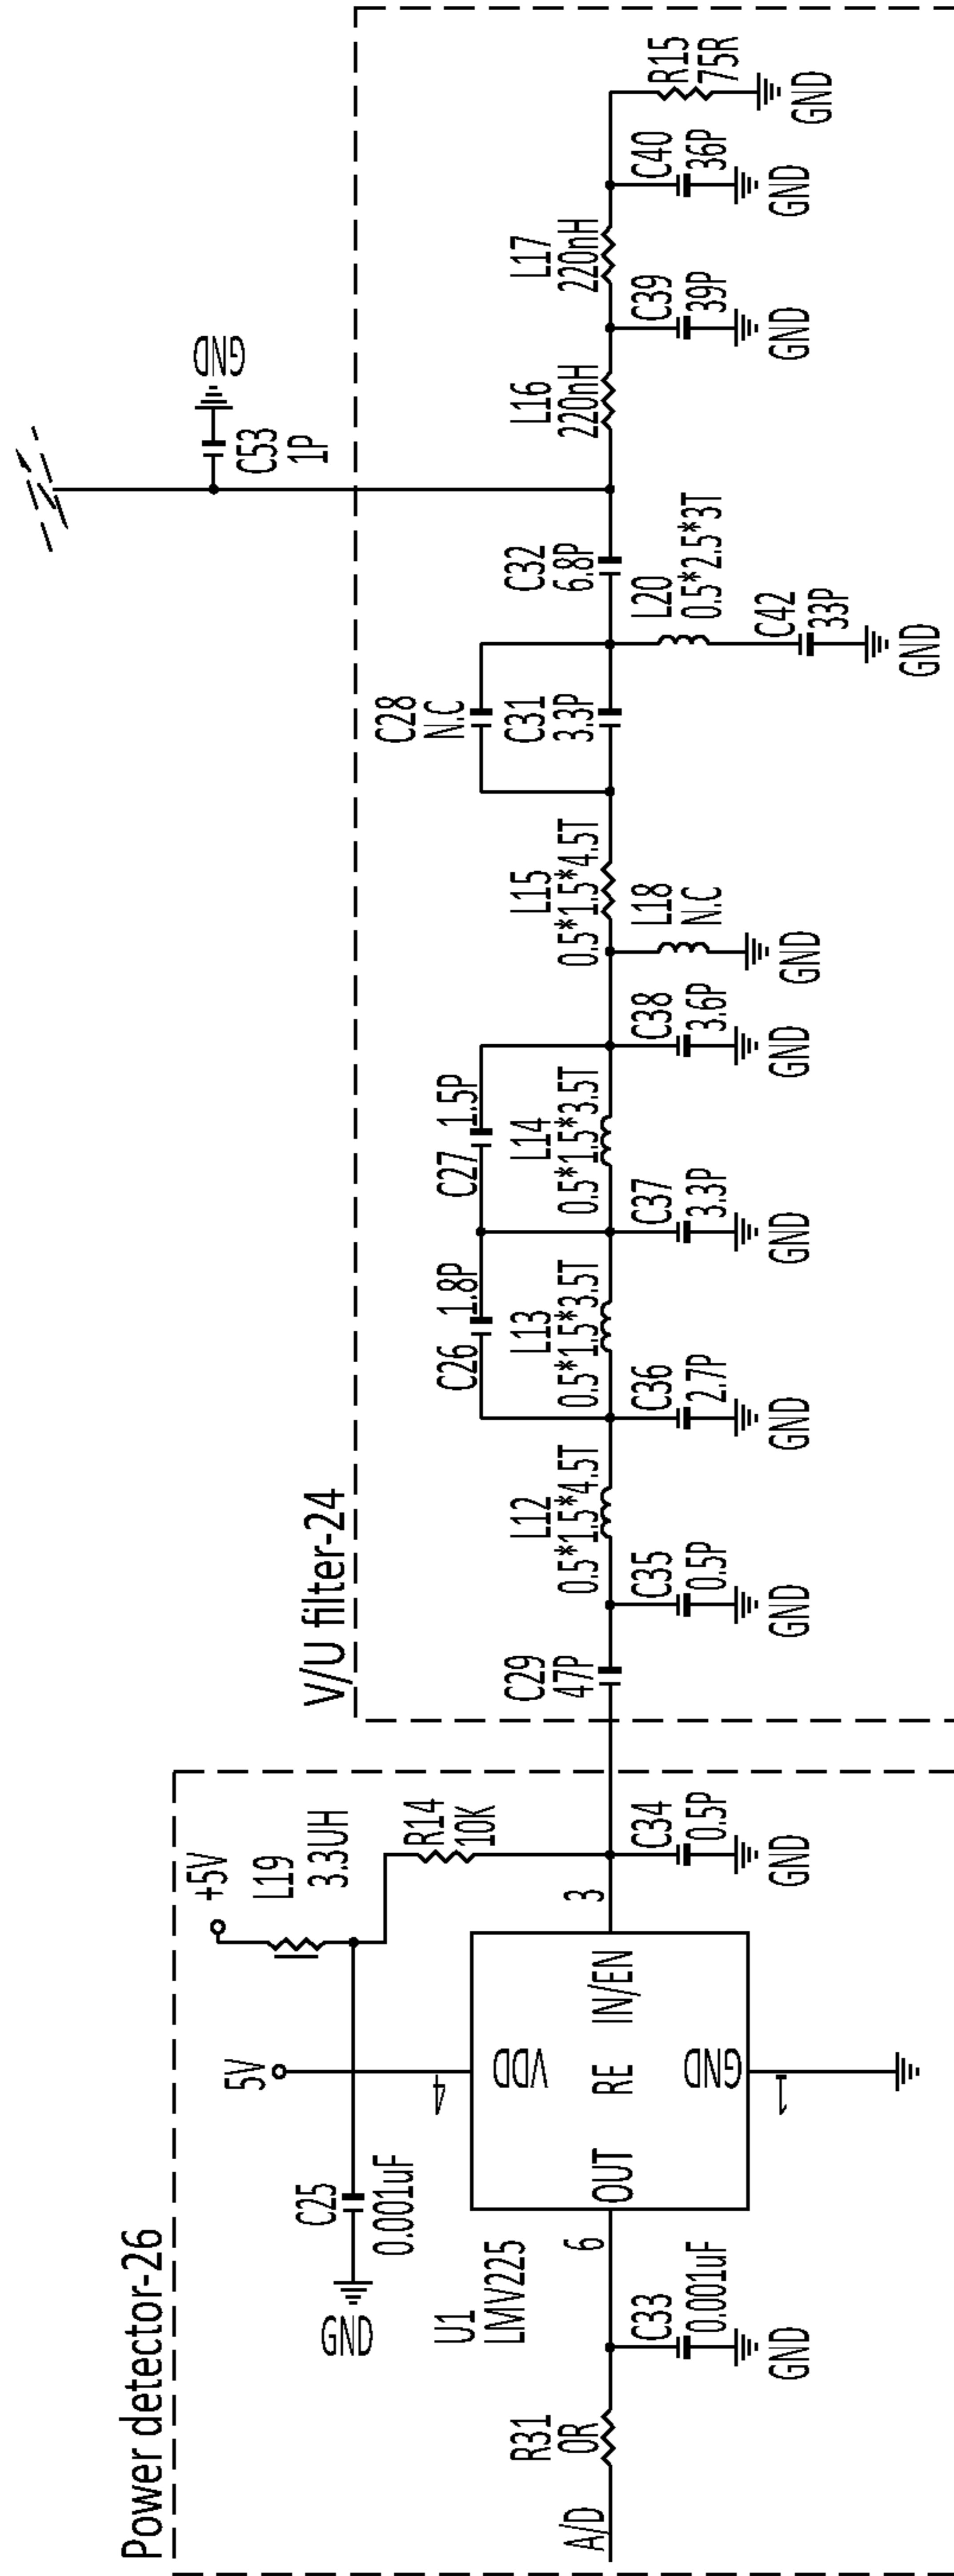 Power detector-26
V/U filter-24
+5V
L19
3.3UH
5V
C25
0.001uF
GND
R14
10K
U1
LMV225
VDD
4
OUT
RE
IN/EN
GND
6
3
1
A/D
R31
0R
C33
0.001uF
GND
C34
0.5P
GND
C29
47P
C35
0.5P
GND
L12
0.5*1.5*4.5T
C36
2.7P
GND
C26
1.8P
L13
0.5*1.5*3.5T
C37
3.3P
GND
C27
1.5P
L14
0.5*1.5*3.5T
C38
3.6P
GND
L18
N.C
GND
L15
0.5*1.5*4.5T
C28
N.C
C31
3.3P
L20
0.5*2.5*3T
C42
33P
GND
C32
6.8P
C53
1P
GND
L16
220nH
C39
39P
GND
L17
220nH
C40
36P
GND
R15
75R
GND